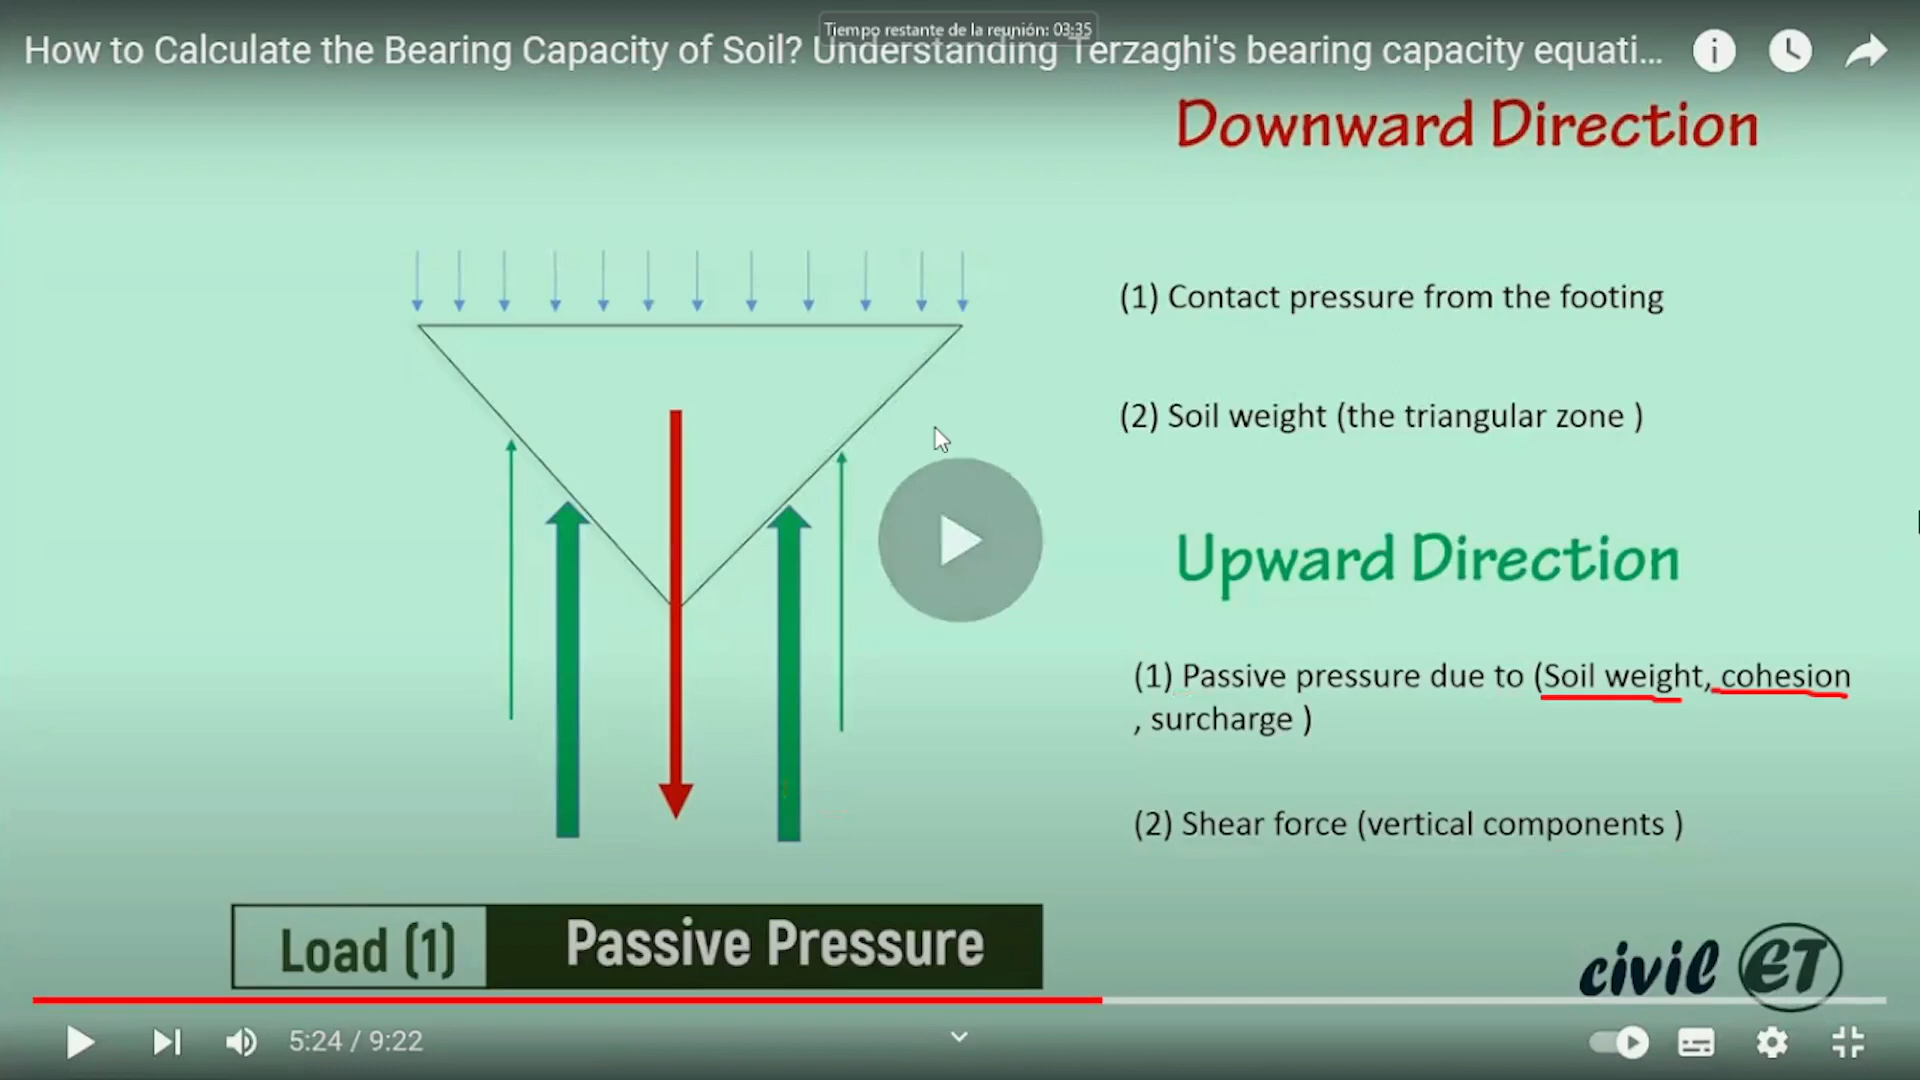 Tiempo restante de la reunión: 03:35
How to Calculate the Bearing Capacity of Soil? Understanding Terzaghi's bearing capacity equati...
Downward Direction
(1) Contact pressure from the footing
(2) Soil weight (the triangular zone )
Upward Direction
(1) Passive pressure due to (Soil weight, cohesion
, surcharge )
(2) Shear force (vertical components )
Load (1) Passive Pressure
civil ET
5:24 / 9:22